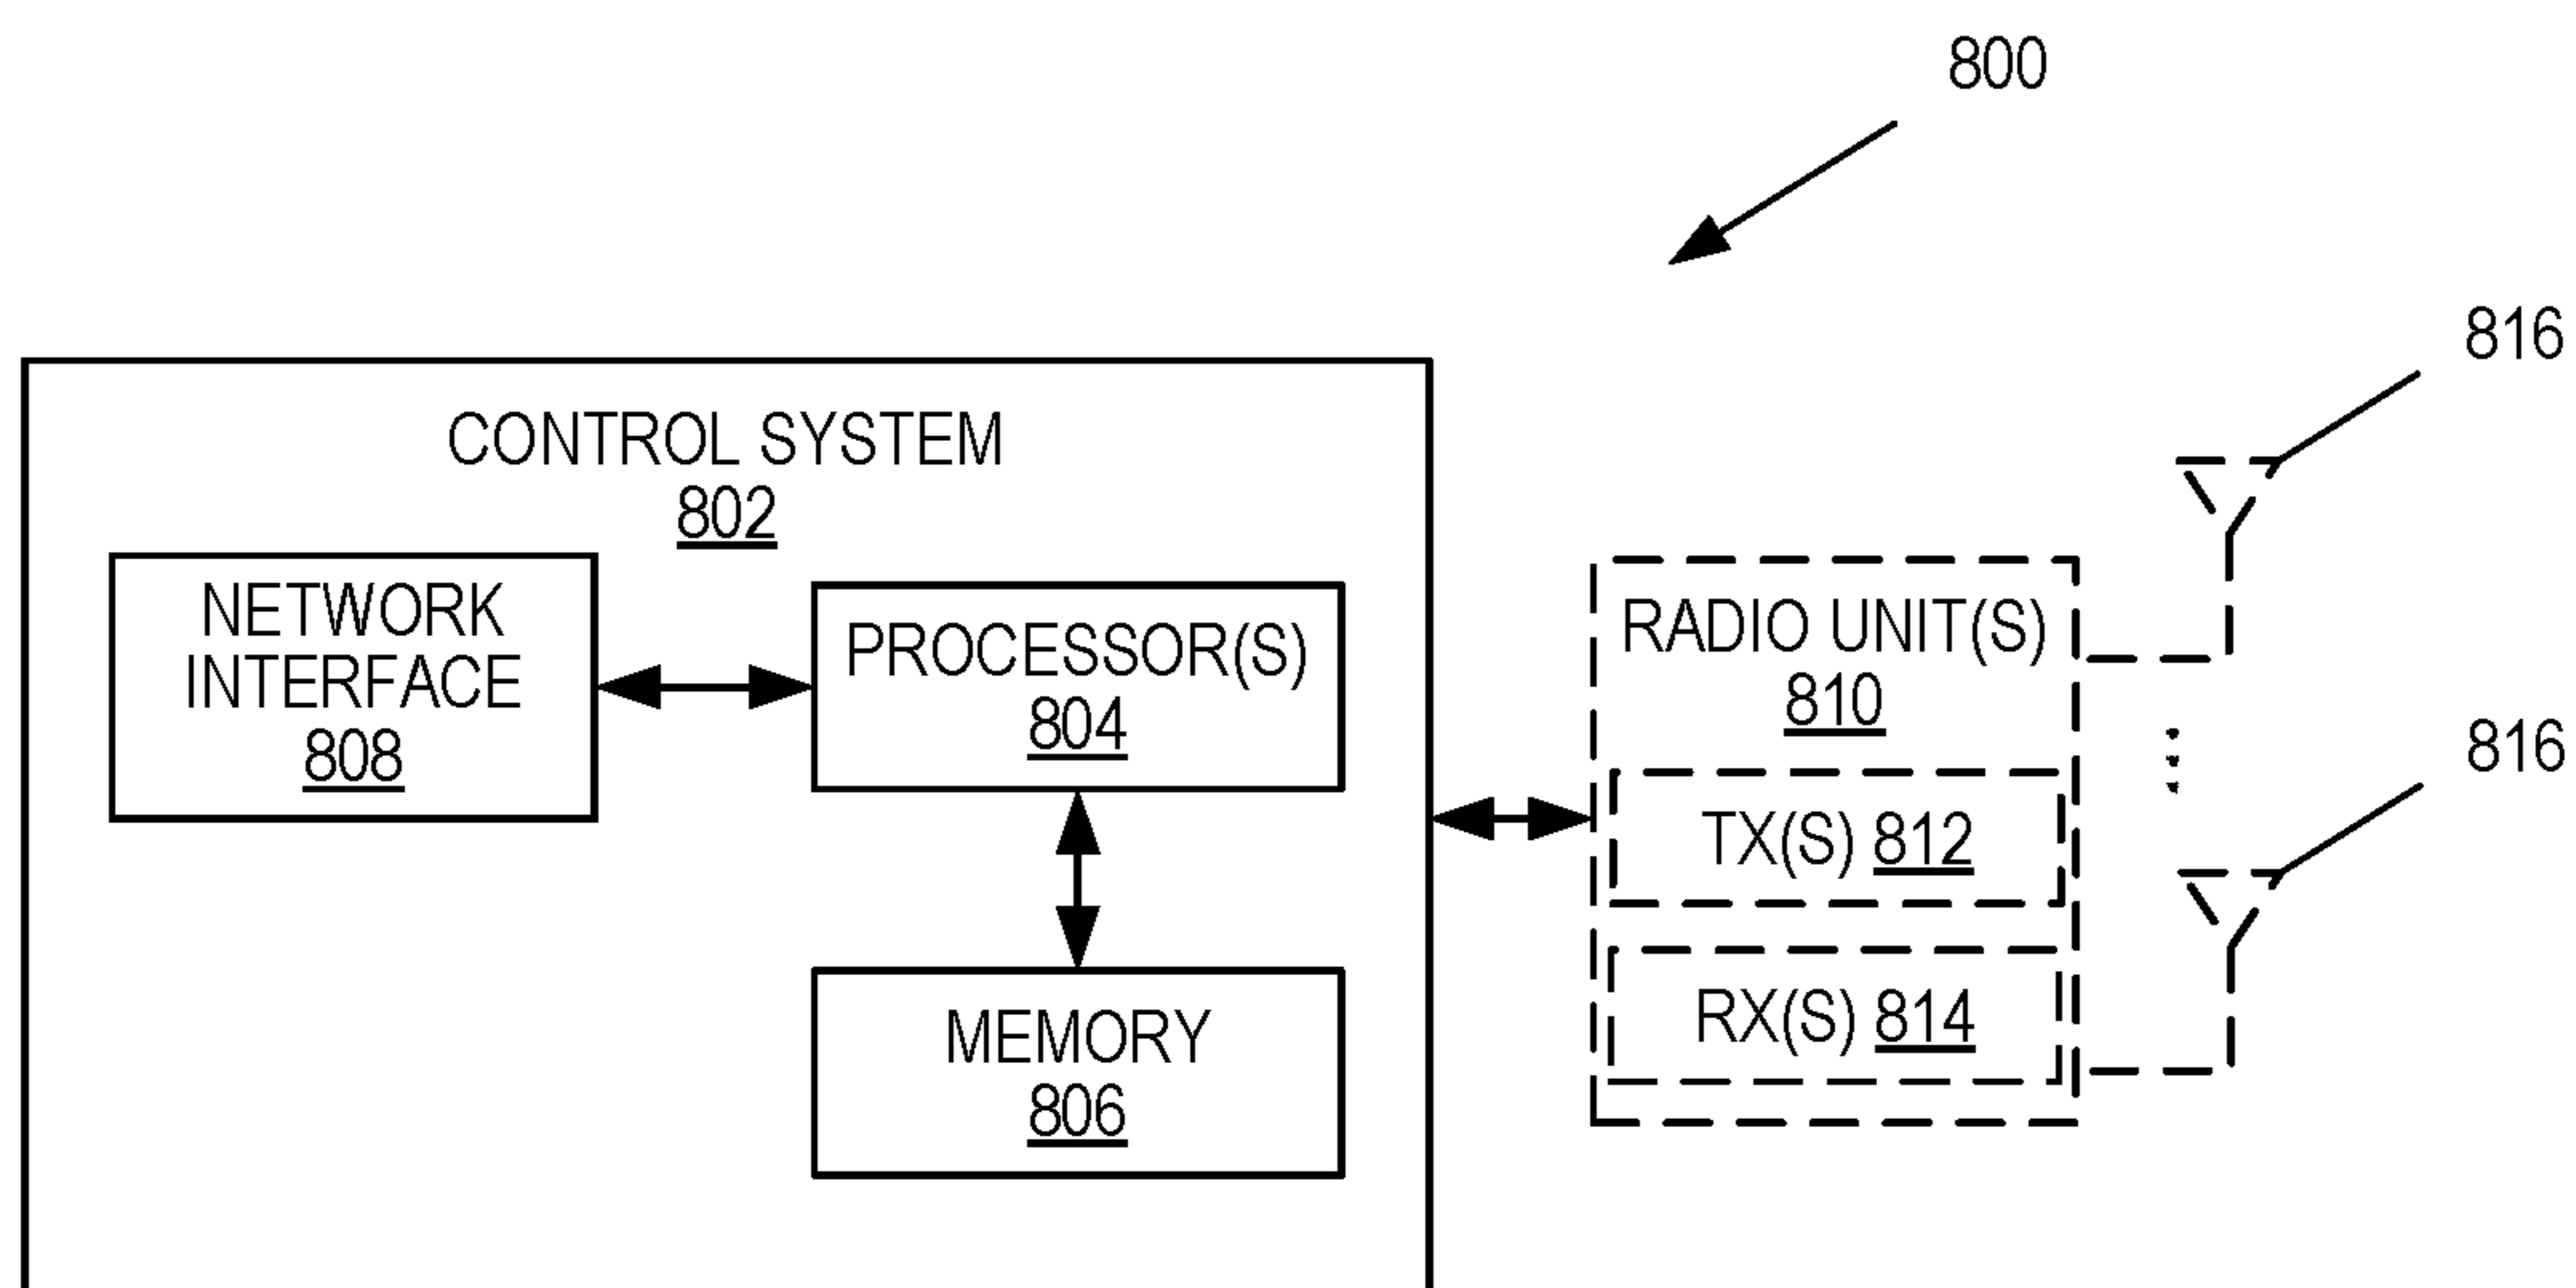 800
816
CONTROL SYSTEM
802
NETWORK
INTERFACE
808
PROCESSOR(S)
804
MEMORY
806
RADIO UNIT(S)
810
TX(S) 812
RX(S) 814
816